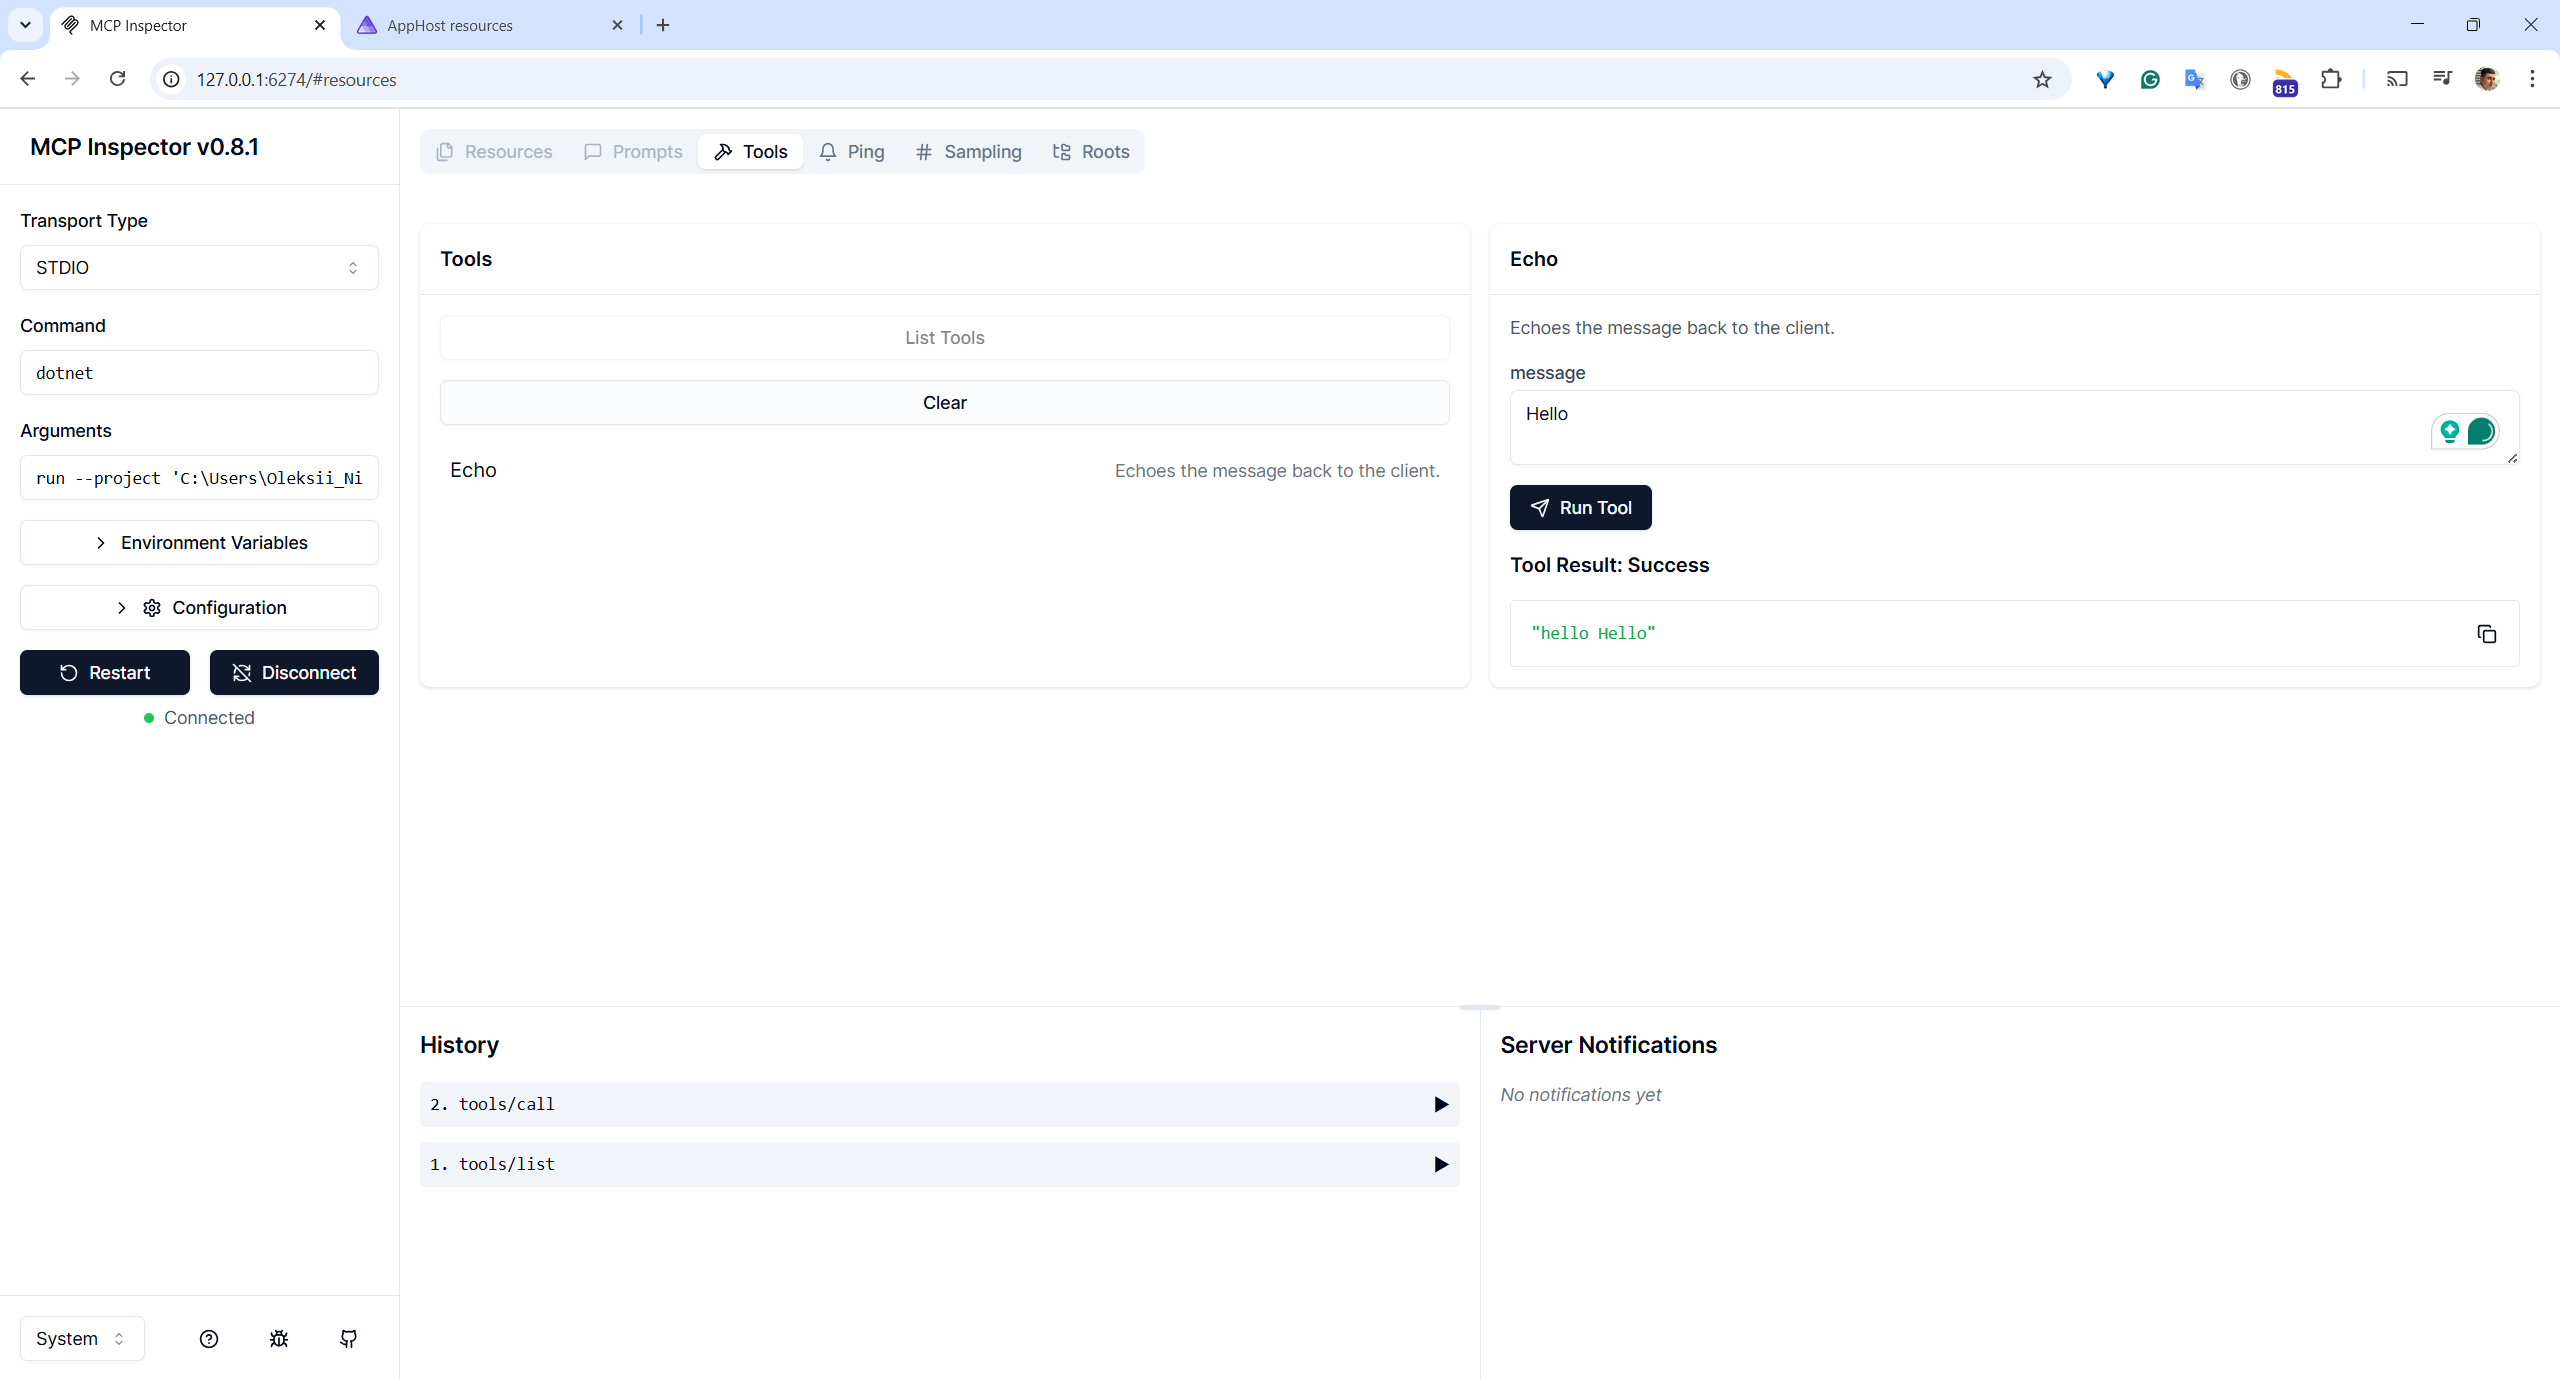 MCP Inspector
AppHost resources
127.0.0.1:6274/#resources
815
MCP Inspector v0.8.1
Transport Type
STDIO
Command
dotnet
Arguments
run --project 'C:\Users\Oleksii_Ni
Environment Variables
Configuration
Restart
Disconnect
Connected
System
Resources
Prompts
Tools
Ping
Sampling
Roots
Tools
List Tools
Clear
Echo
Echoes the message back to the client.
Echo
Echoes the message back to the client.
message
Hello
Run Tool
Tool Result: Success
"hello Hello"
History
2. tools/call
1. tools/list
Server Notifications
No notifications yet